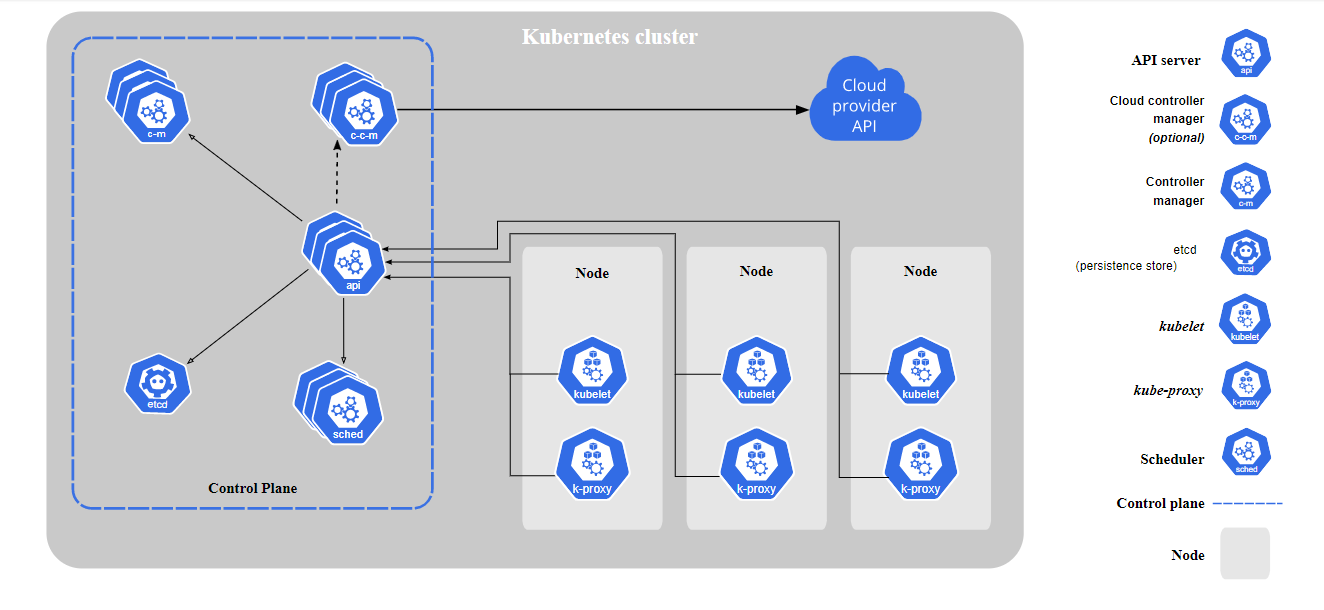 Kubernetes cluster
c-m
c-c-m
Cloud
provider
API
api
etcd
sched
Control Plane
Node
Node
Node
kubelet
kubelet
kubelet
k-proxy
k-proxy
k-proxy
API server
api
Cloud controller
manager
(optional)
c-c-m
Controller
manager
c-m
etcd
(persistence store)
etcd
kubelet
kubelet
kube-proxy
k-proxy
Scheduler
sched
Control plane
Node